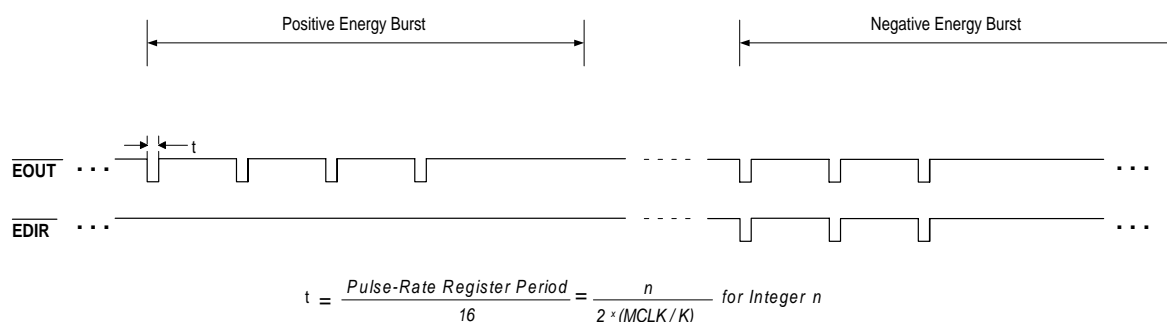 Positive Energy Burst Negative Energy Burst
t
EOUT ... ...
EDIR ... ...
t = Pulse-Rate Register Period / 16 = n / 2 x (MCLK / K) for Integer n